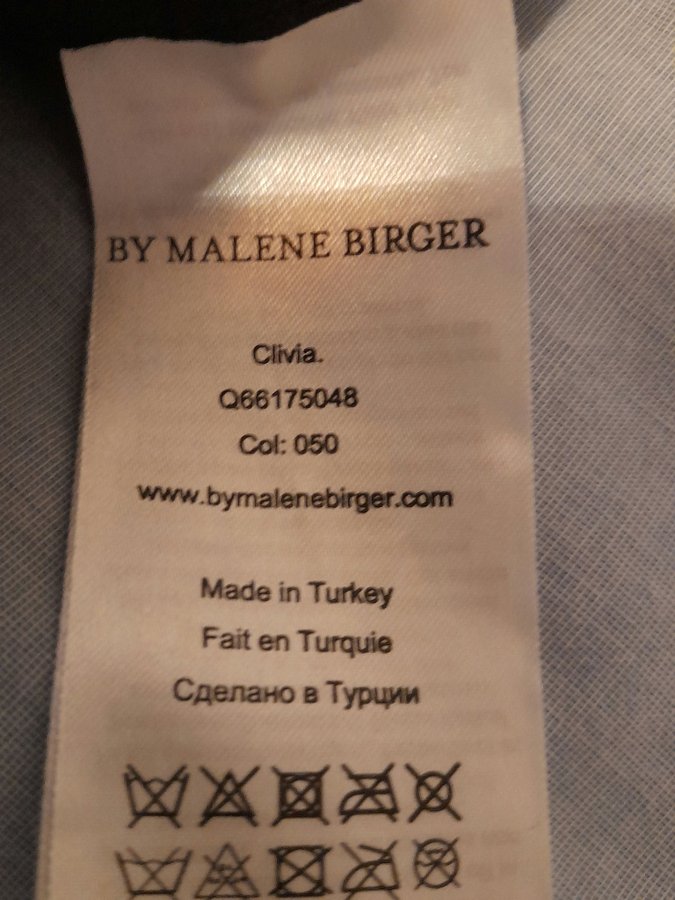 BY MALENE BIRGER
Clivia.
Q66175048
Col: 050
www.bymalenebirger.com
Made in Turkey
Fait en Turquie
Сделано в Турции